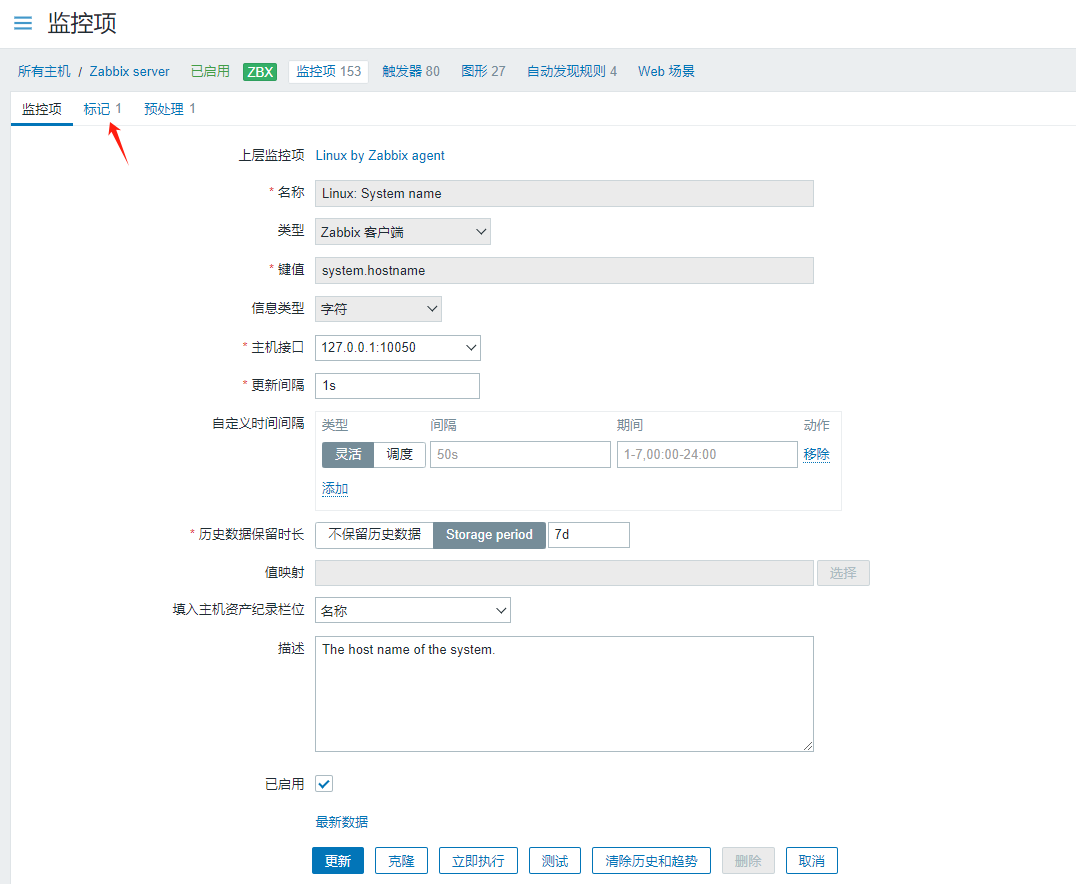 监控项
所有主机 / Zabbix server 已启用 ZBX 监控项 153 触发器 80 图形 27 自动发现规则 4 Web 场景
监控项 标记 1 预处理 1
上层监控项 Linux by Zabbix agent
* 名称 Linux: System name
类型 Zabbix 客户端
* 键值 system.hostname
信息类型 字符
* 主机接口 127.0.0.1:10050
* 更新间隔 1s
自定义时间间隔 类型 间隔 期间 动作
灵活 调度 50s 1-7,00:00-24:00 移除
添加
* 历史数据保留时长 不保留历史数据 Storage period 7d
值映射 选择
填入主机资产纪录栏位 名称
描述 The host name of the system.
已启用
最新数据
更新 克隆 立即执行 测试 清除历史和趋势 删除 取消